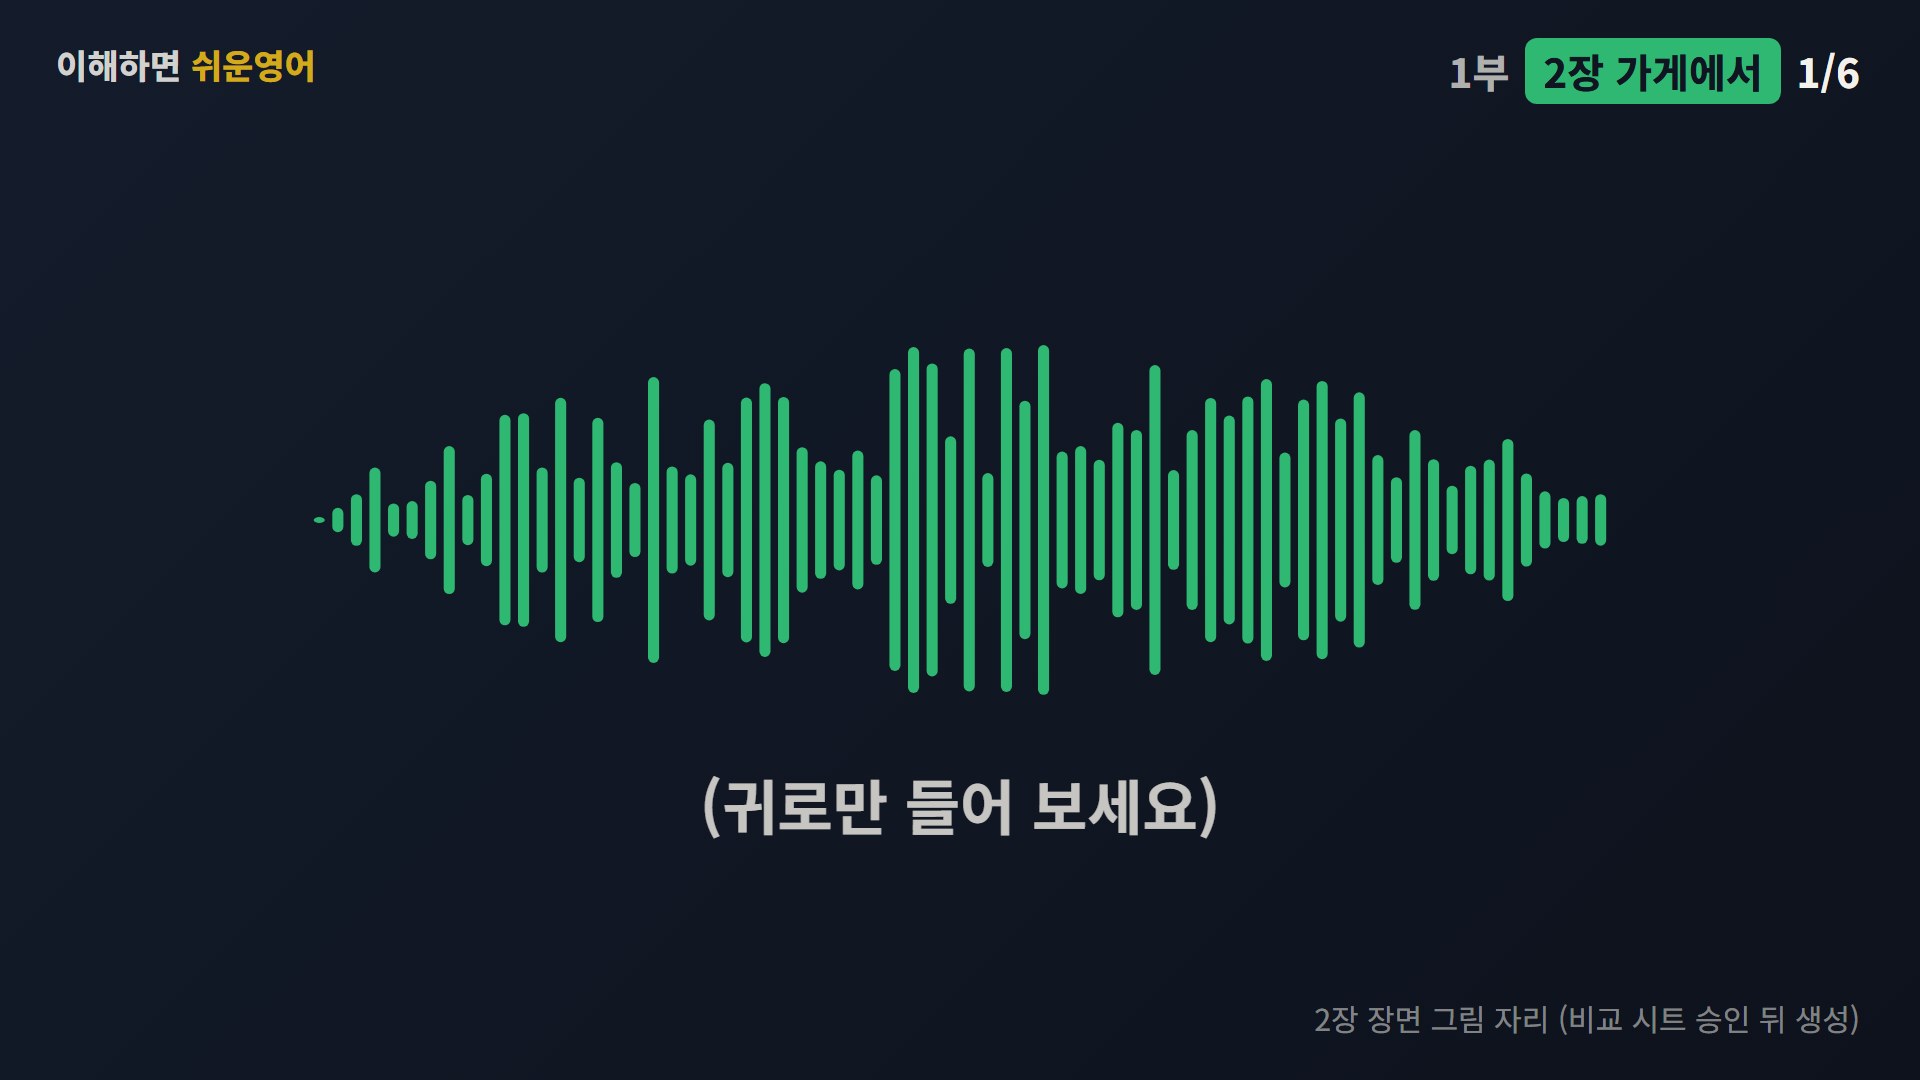 이해하면 쉬운영어
1부 2장 가게에서 1/6
(귀로만 들어 보세요)
2장 장면 그림 자리 (비교 시트 승인 뒤 생성)